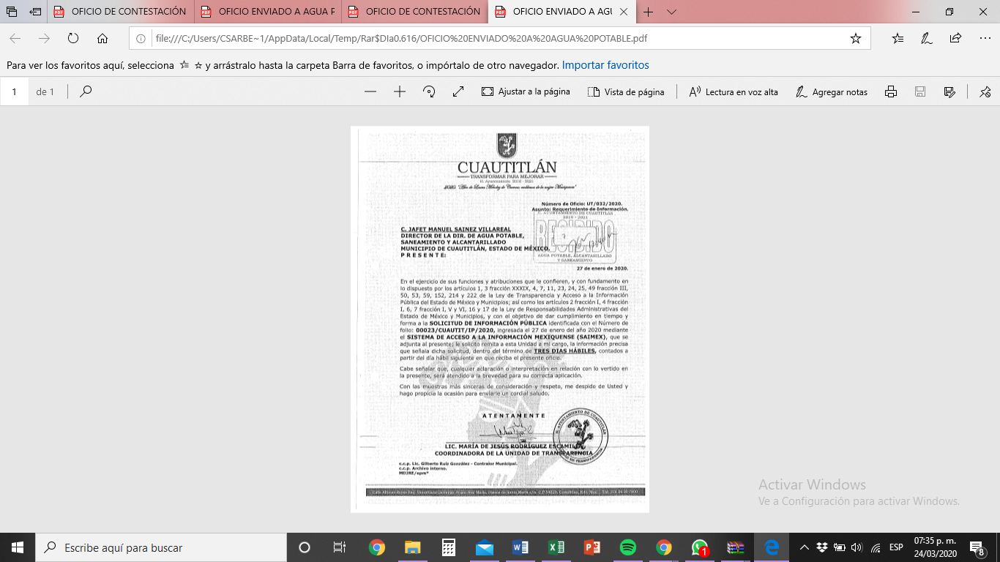 OFICIO DE CONTESTACIÓN
OFICIO ENVIADO A AGUA P
OFICIO DE CONTESTACIÓN
OFICIO ENVIADO A AGU
file:///C:/Users/CSARBE~1/AppData/Local/Temp/Rar$DIa0.616/OFICIO%20ENVIADO%20A%20AGUA%20POTABLE.pdf
Para ver los favoritos aquí, selecciona y arrástralo hasta la carpeta Barra de favoritos, o impórtalo de otro navegador. Importar favoritos
1 de 1
Ajustar a la página
Vista de página
Lectura en voz alta
Agregar notas
CUAUTITLÁN
TRANSFORMAR PARA MEJORAR
H. Ayuntamiento 2019 - 2021
2020. "Año de Laura Méndez de Cuenca; emblema de la mujer Mexiquense"
Número de Oficio: UT/032/2020.
Asunto: Requerimiento de Información.
H. AYUNTAMIENTO DE CUAUTITLÁN
2019 - 2021
RECIBIDO
AGUA POTABLE, ALCANTARILLADO
Y SANEAMIENTO
C. JAFET MANUEL SAINEZ VILLAREAL
DIRECTOR DE LA DIR. DE AGUA POTABLE,
SANEAMIENTO Y ALCANTARILLADO
MUNICIPIO DE CUAUTITLÁN, ESTADO DE MÉXICO.
P R E S E N T E:
27 de enero de 2020.
En el ejercicio de sus funciones y atribuciones que le confieren, y con fundamento en
lo dispuesto por los artículos 1, 3 fracción XXXIX, 4, 7, 11, 23, 24, 25, 49 fracción III,
50, 53, 59, 152, 214 y 222 de la Ley de Transparencia y Acceso a la Información
Pública del Estado de México y Municipios; así como los artículos 2 fracción I, 4 fracción
I, 6, 7 fracción I, V y VI, 16 y 17 de la Ley de Responsabilidades Administrativas del
Estado de México y Municipios, y con el objetivo de dar cumplimiento en tiempo y
forma a la SOLICITUD DE INFORMACIÓN PÚBLICA identificada con el Número de
folio: 00023/CUAUTIT/IP/2020, ingresada el 27 de enero del año 2020 mediante
el SISTEMA DE ACCESO A LA INFORMACIÓN MEXIQUENSE (SAIMEX), que se
adjunta al presente; le solicito remita a esta Unidad a mi cargo, la información precisa
que señala dicha solicitud, dentro del término de TRES DIAS HÁBILES, contados a
partir del día hábil siguiente en que reciba el presente oficio.
Cabe señalar que, cualquier aclaración o interpretación en relación con lo vertido en
la presente, será atendido a la brevedad para su correcta aplicación.
Con las muestras más sinceras de consideración y respeto, me despido de Usted y
hago propicia la ocasión para enviarle un cordial saludo.
A T E N T A M E N T E
LIC. MARÍA DE JESÚS RODRÍGUEZ ESCAMILLA
COORDINADORA DE LA UNIDAD DE TRANSPARENCIA
c.c.p. Lic. Gilberto Ruiz González - Contralor Municipal.
c.c.p. Archivo interno.
MDJRE/epm*
Activar Windows
Ve a Configuración para activar Windows.
Escribe aquí para buscar
1
ESP
07:35 p. m.
24/03/2020
8